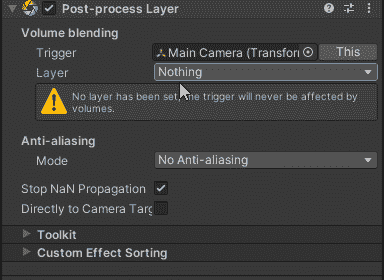 Post-process Layer
Volume blending
Trigger Main Camera (Transforr This
Layer Nothing
No layer has been set, the trigger will never be affected by
volumes.
Anti-aliasing
Mode No Anti-aliasing
Stop NaN Propagation
Directly to Camera Targ
Toolkit
Custom Effect Sorting